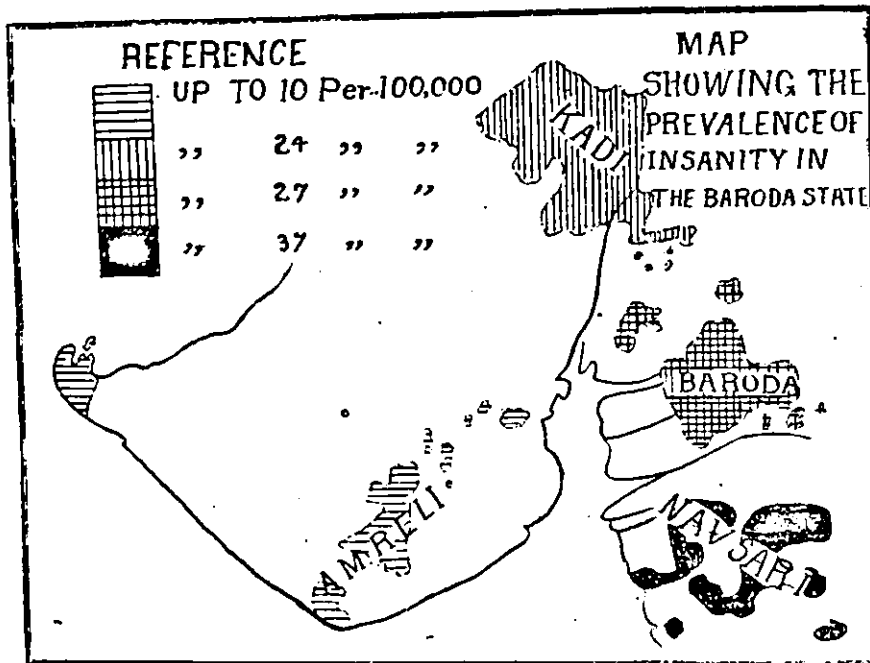 REFERENCE
UP TO 10 Per 100,000
,, 24 ,, ,,
,, 27 ,, ,,
,, 37 ,, ,,
MAP
SHOWING THE
PREVALENCE OF
INSANITY IN
THE BARODA STATE
KADI
BARODA
AMRELI
NAVSARI